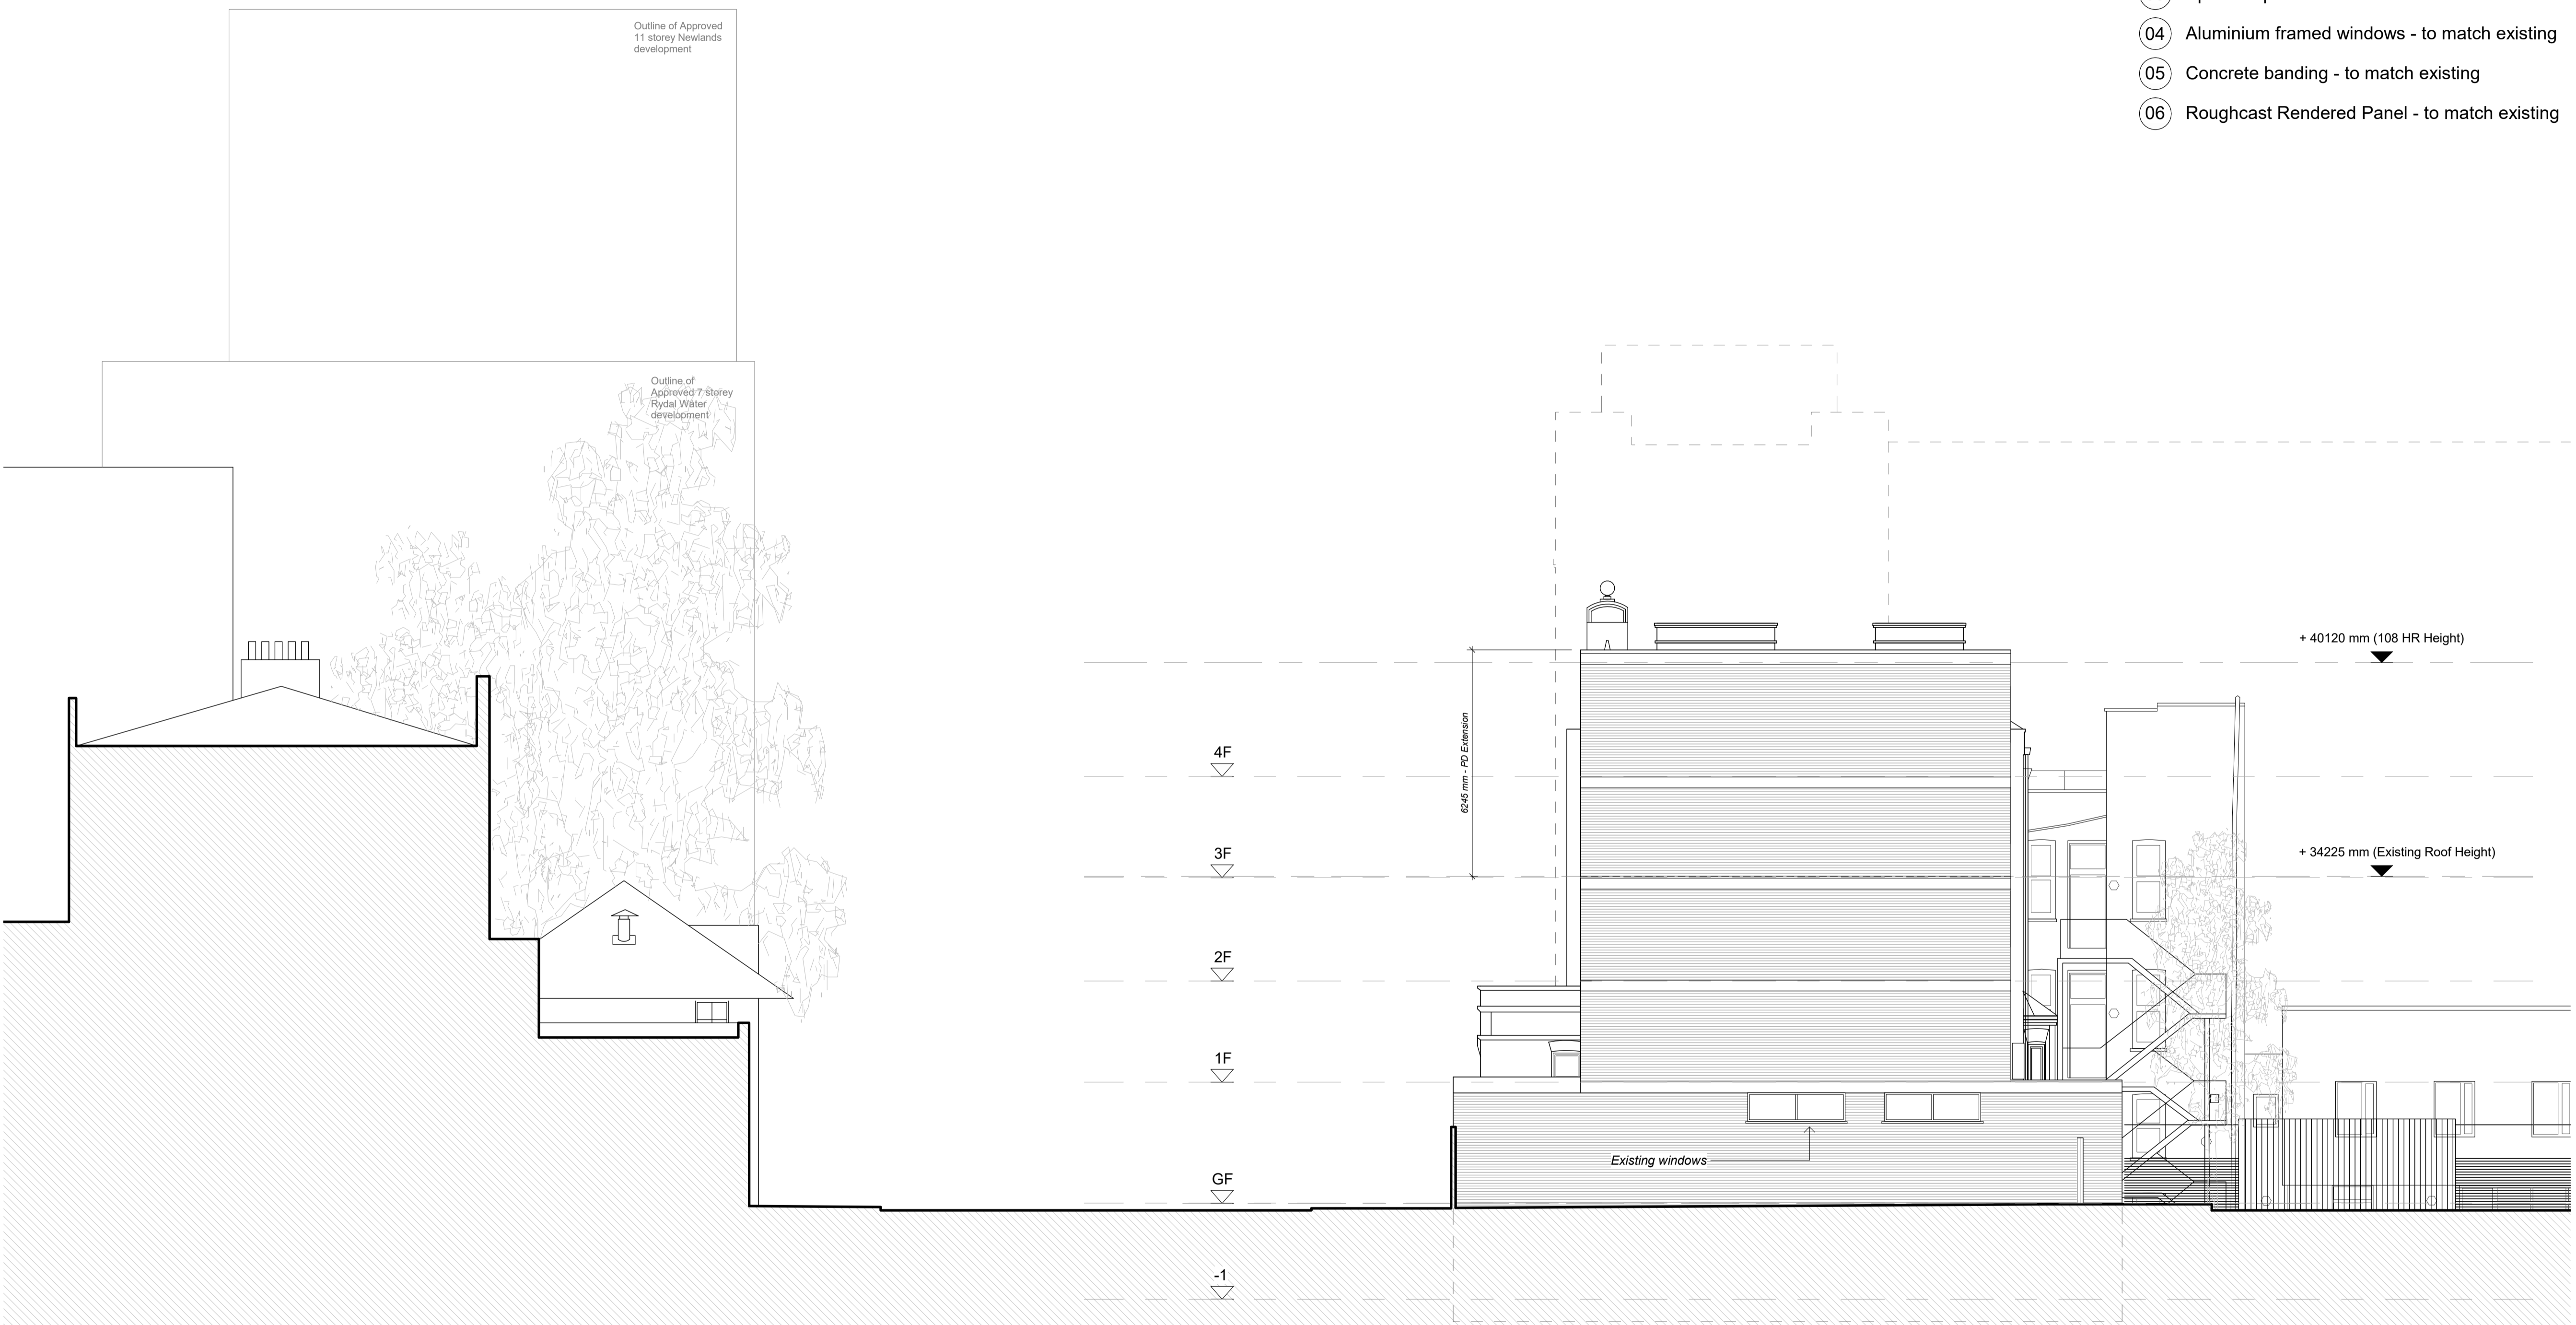 Outline of Approved
11 storey Newlands
development
04 Aluminium framed windows - to match existing
05 Concrete banding - to match existing
06 Roughcast Rendered Panel - to match existing
Outline of
Approved 7 storey
Rydal Water
development
+ 40120 mm (108 HR Height)
6245 mm - PD Extension
4F
3F
+ 34225 mm (Existing Roof Height)
2F
1F
Existing windows
GF
-1